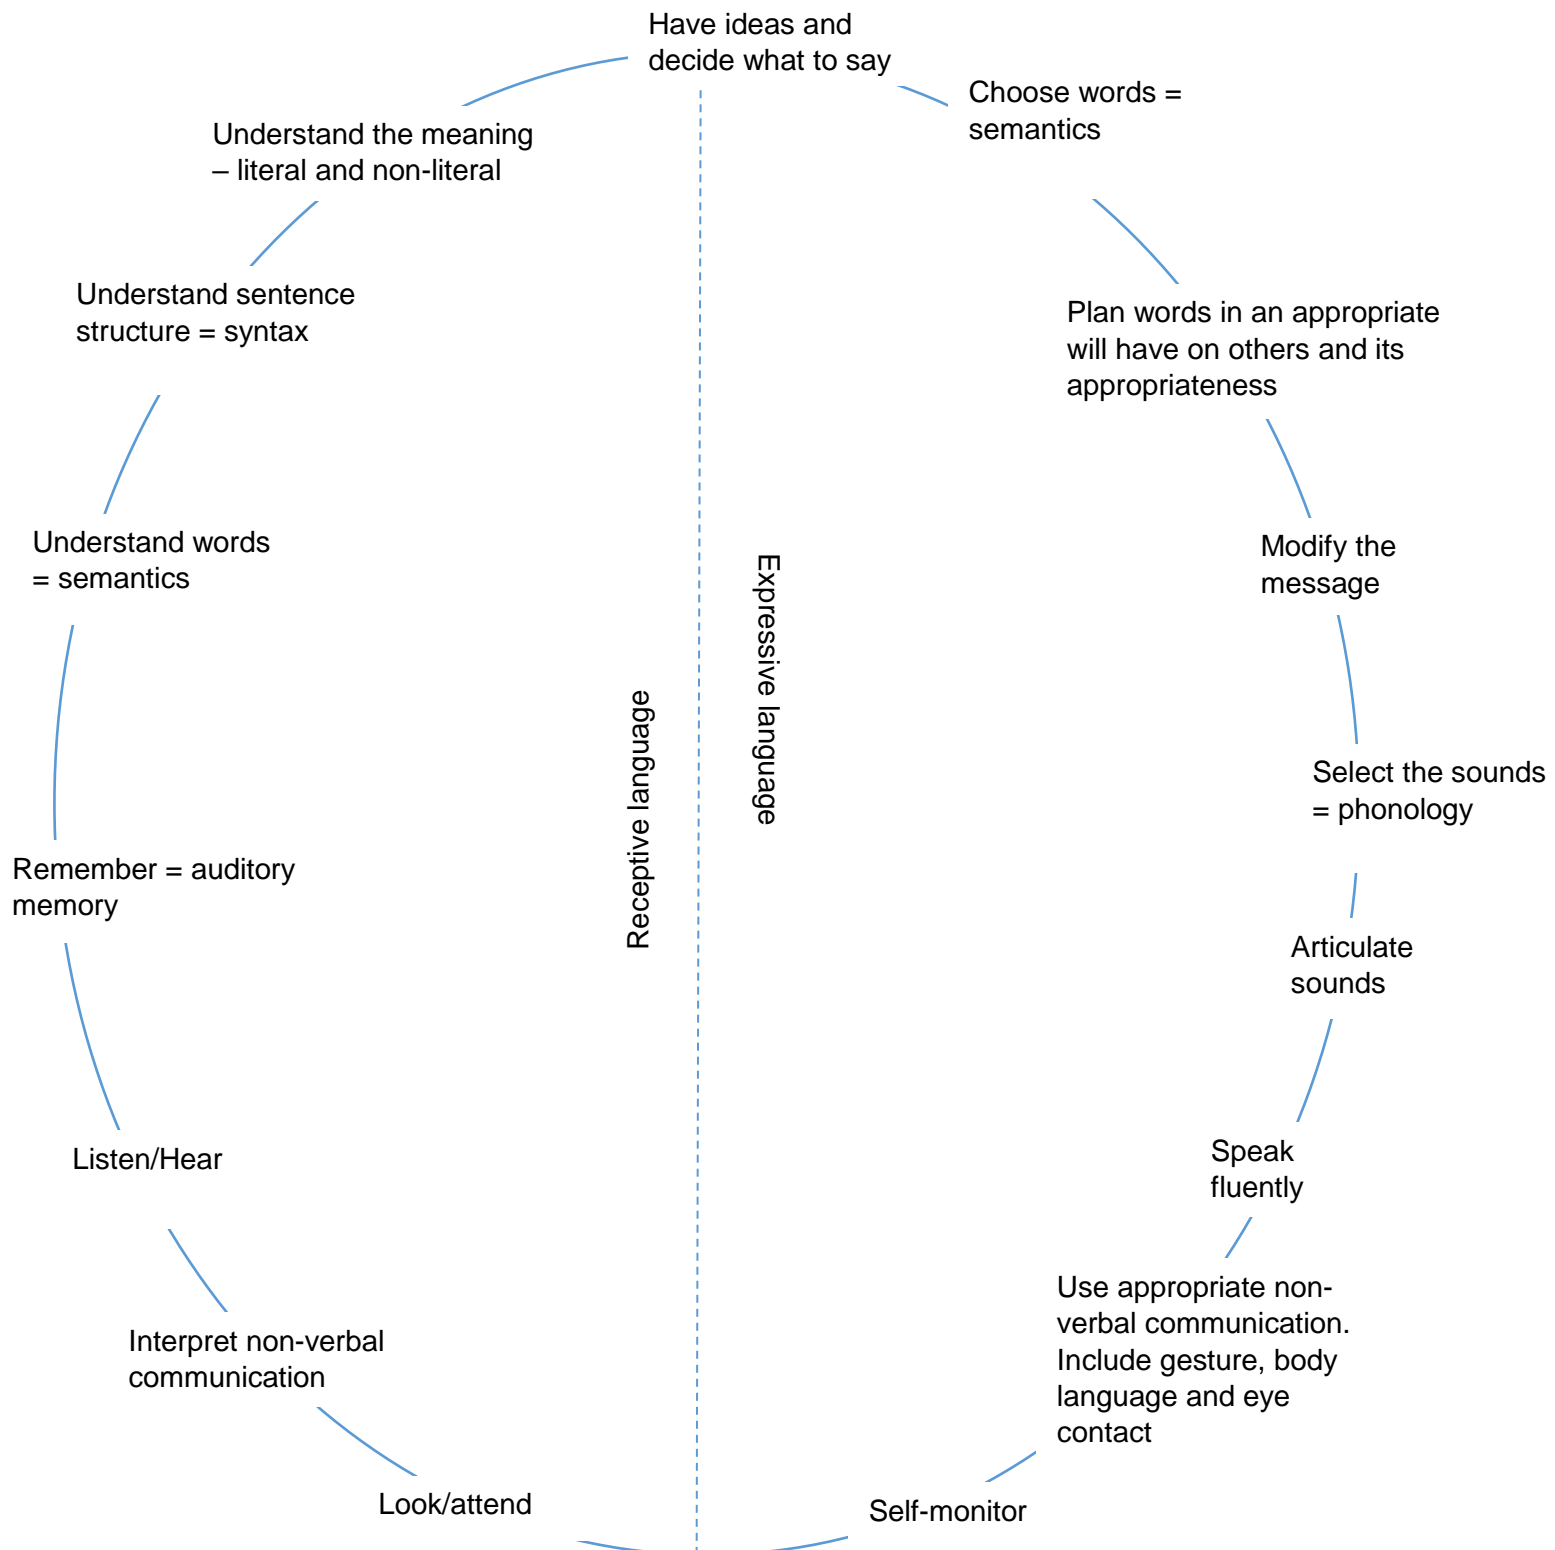 Have ideas and
decide what to say
Choose words =
semantics
Plan words in an appropriate
will have on others and its
appropriateness
Modify the
message
Select the sounds
= phonology
Articulate
sounds
Speak
fluently
Use appropriate non-
verbal communication.
Include gesture, body
language and eye
contact
Self-monitor
Look/attend
Interpret non-verbal
communication
Listen/Hear
Remember = auditory
memory
Understand words
= semantics
Understand sentence
structure = syntax
Understand the meaning
– literal and non-literal
Receptive language
Expressive language